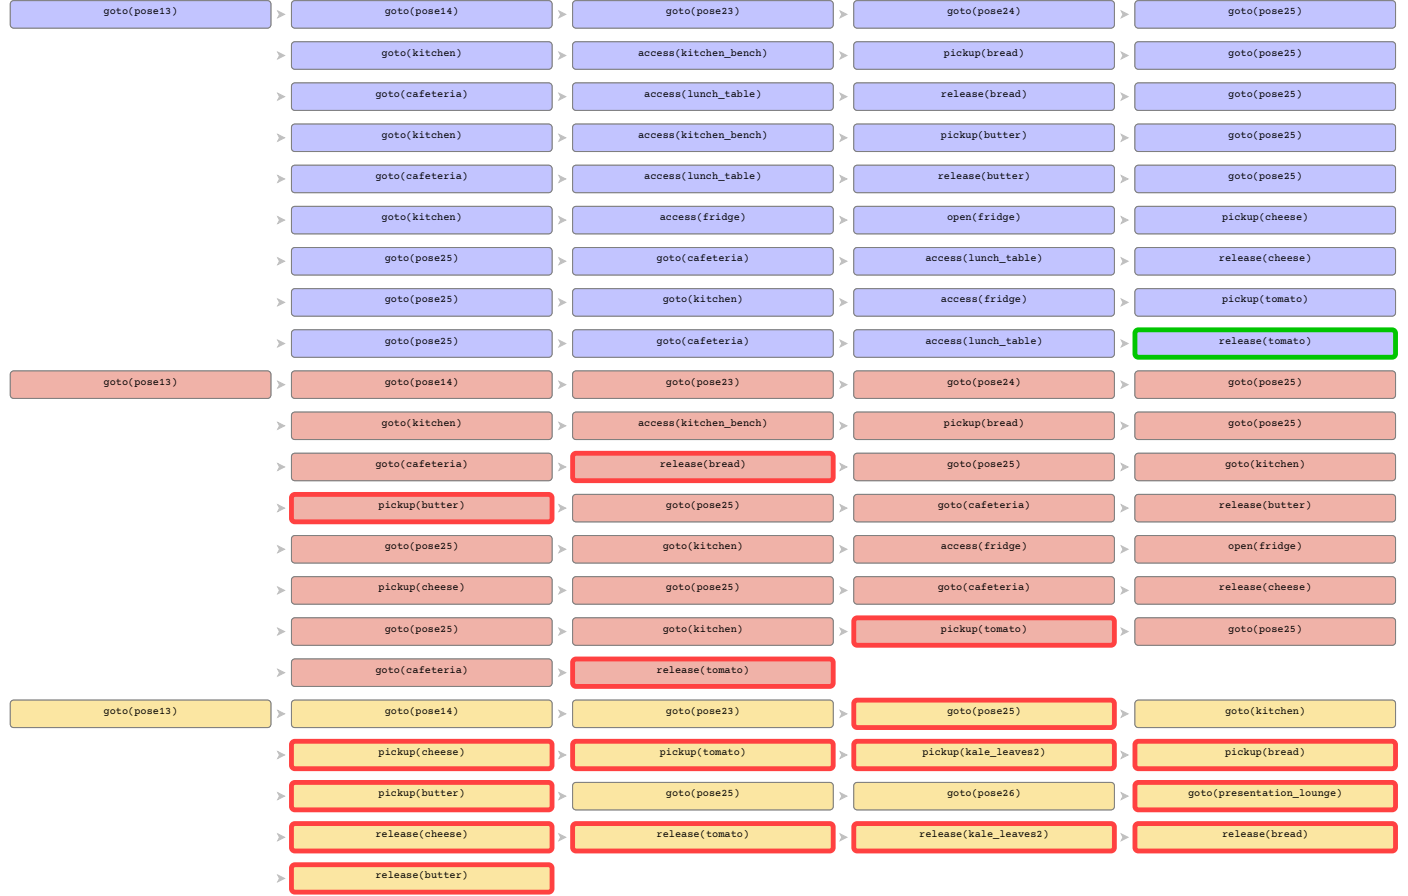 goto(pose13)
goto(pose14)
goto(pose23)
goto(pose24)
goto(pose25)
goto(kitchen)
access(kitchen_bench)
pickup(bread)
goto(pose25)
goto(cafeteria)
access(lunch_table)
release(bread)
goto(pose25)
goto(kitchen)
access(kitchen_bench)
pickup(butter)
goto(pose25)
goto(cafeteria)
access(lunch_table)
release(butter)
goto(pose25)
goto(kitchen)
access(fridge)
open(fridge)
pickup(cheese)
goto(pose25)
goto(cafeteria)
access(lunch_table)
release(cheese)
goto(pose25)
goto(kitchen)
access(fridge)
pickup(tomato)
goto(pose25)
goto(cafeteria)
access(lunch_table)
release(tomato)
goto(pose13)
goto(pose14)
goto(pose23)
goto(pose24)
goto(pose25)
goto(kitchen)
access(kitchen_bench)
pickup(bread)
goto(pose25)
goto(cafeteria)
release(bread)
goto(pose25)
goto(kitchen)
pickup(butter)
goto(pose25)
goto(cafeteria)
release(butter)
goto(pose25)
goto(kitchen)
access(fridge)
open(fridge)
pickup(cheese)
goto(pose25)
goto(cafeteria)
release(cheese)
goto(pose25)
goto(kitchen)
pickup(tomato)
goto(pose25)
goto(cafeteria)
release(tomato)
goto(pose13)
goto(pose14)
goto(pose23)
goto(pose25)
goto(kitchen)
pickup(cheese)
pickup(tomato)
pickup(kale_leaves2)
pickup(bread)
pickup(butter)
goto(pose25)
goto(pose26)
goto(presentation_lounge)
release(cheese)
release(tomato)
release(kale_leaves2)
release(bread)
release(butter)